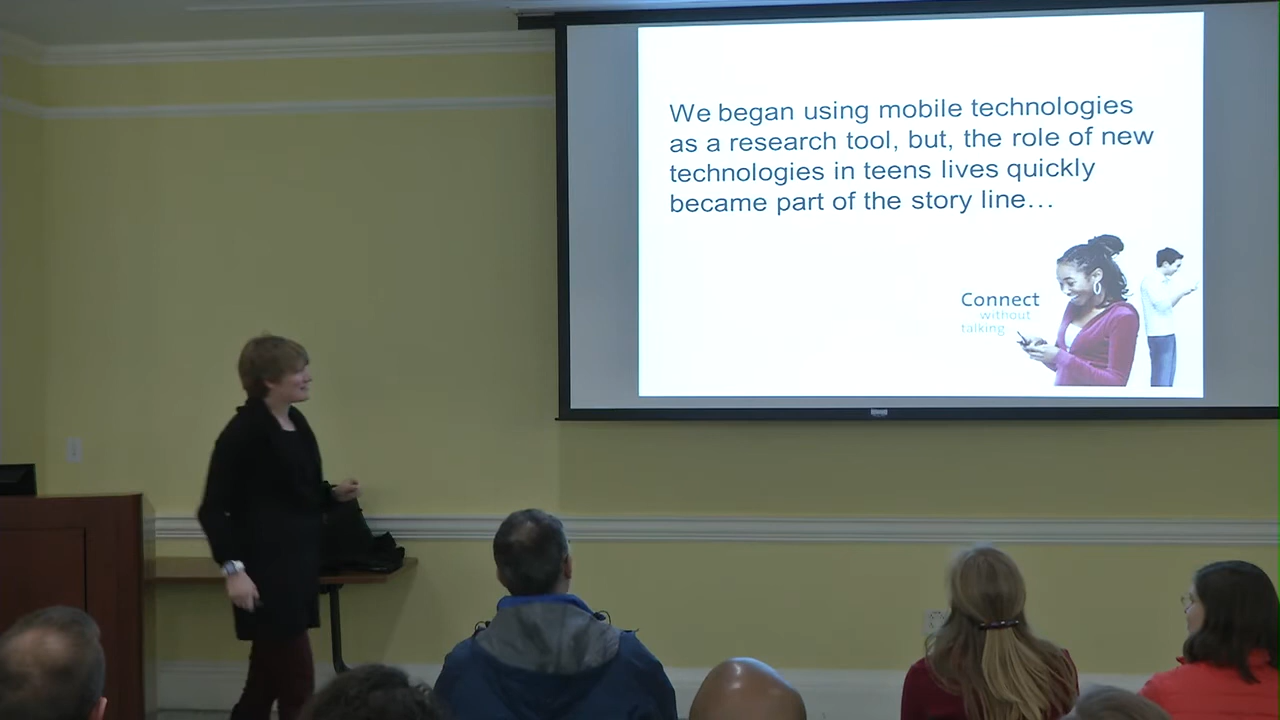 We began using mobile technologies
as a research tool, but, the role of new
technologies in teens lives quickly
became part of the story line…
Connect
without
talking